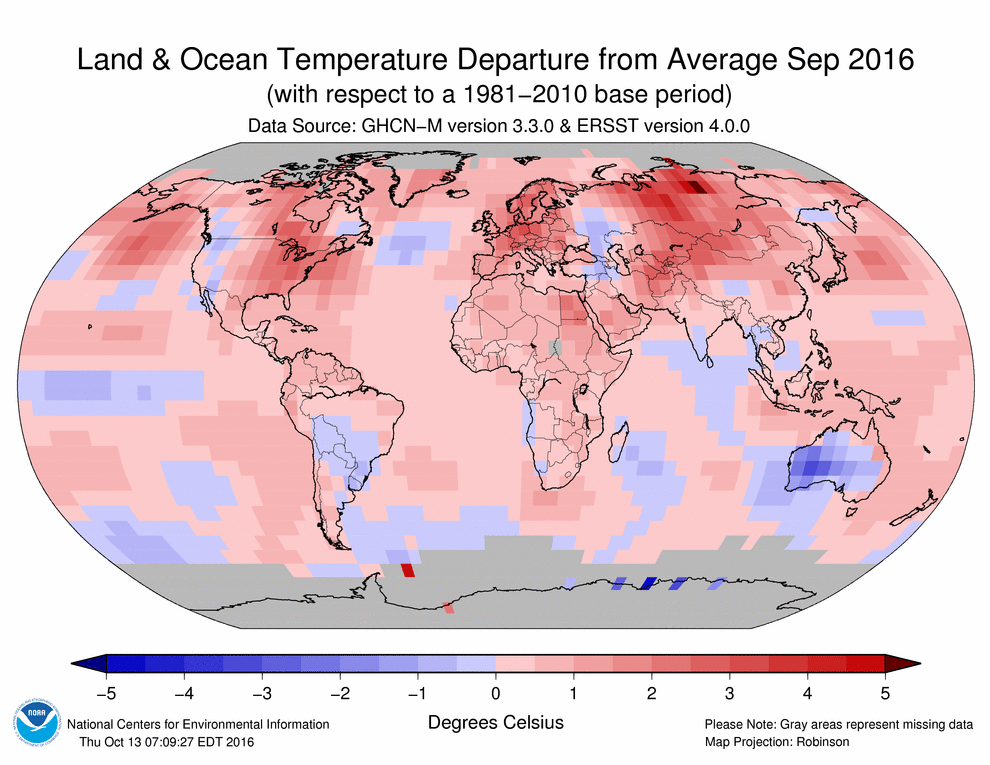 Land & Ocean Temperature Departure from Average Sep 2016
(with respect to a 1981−2010 base period)
Data Source: GHCN−M version 3.3.0 & ERSST version 4.0.0
−5 −4 −3 −2 −1 0 1 2 3 4 5
Degrees Celsius
NOAA
National Centers for Environmental Information
Thu Oct 13 07:09:27 EDT 2016
Please Note: Gray areas represent missing data
Map Projection: Robinson